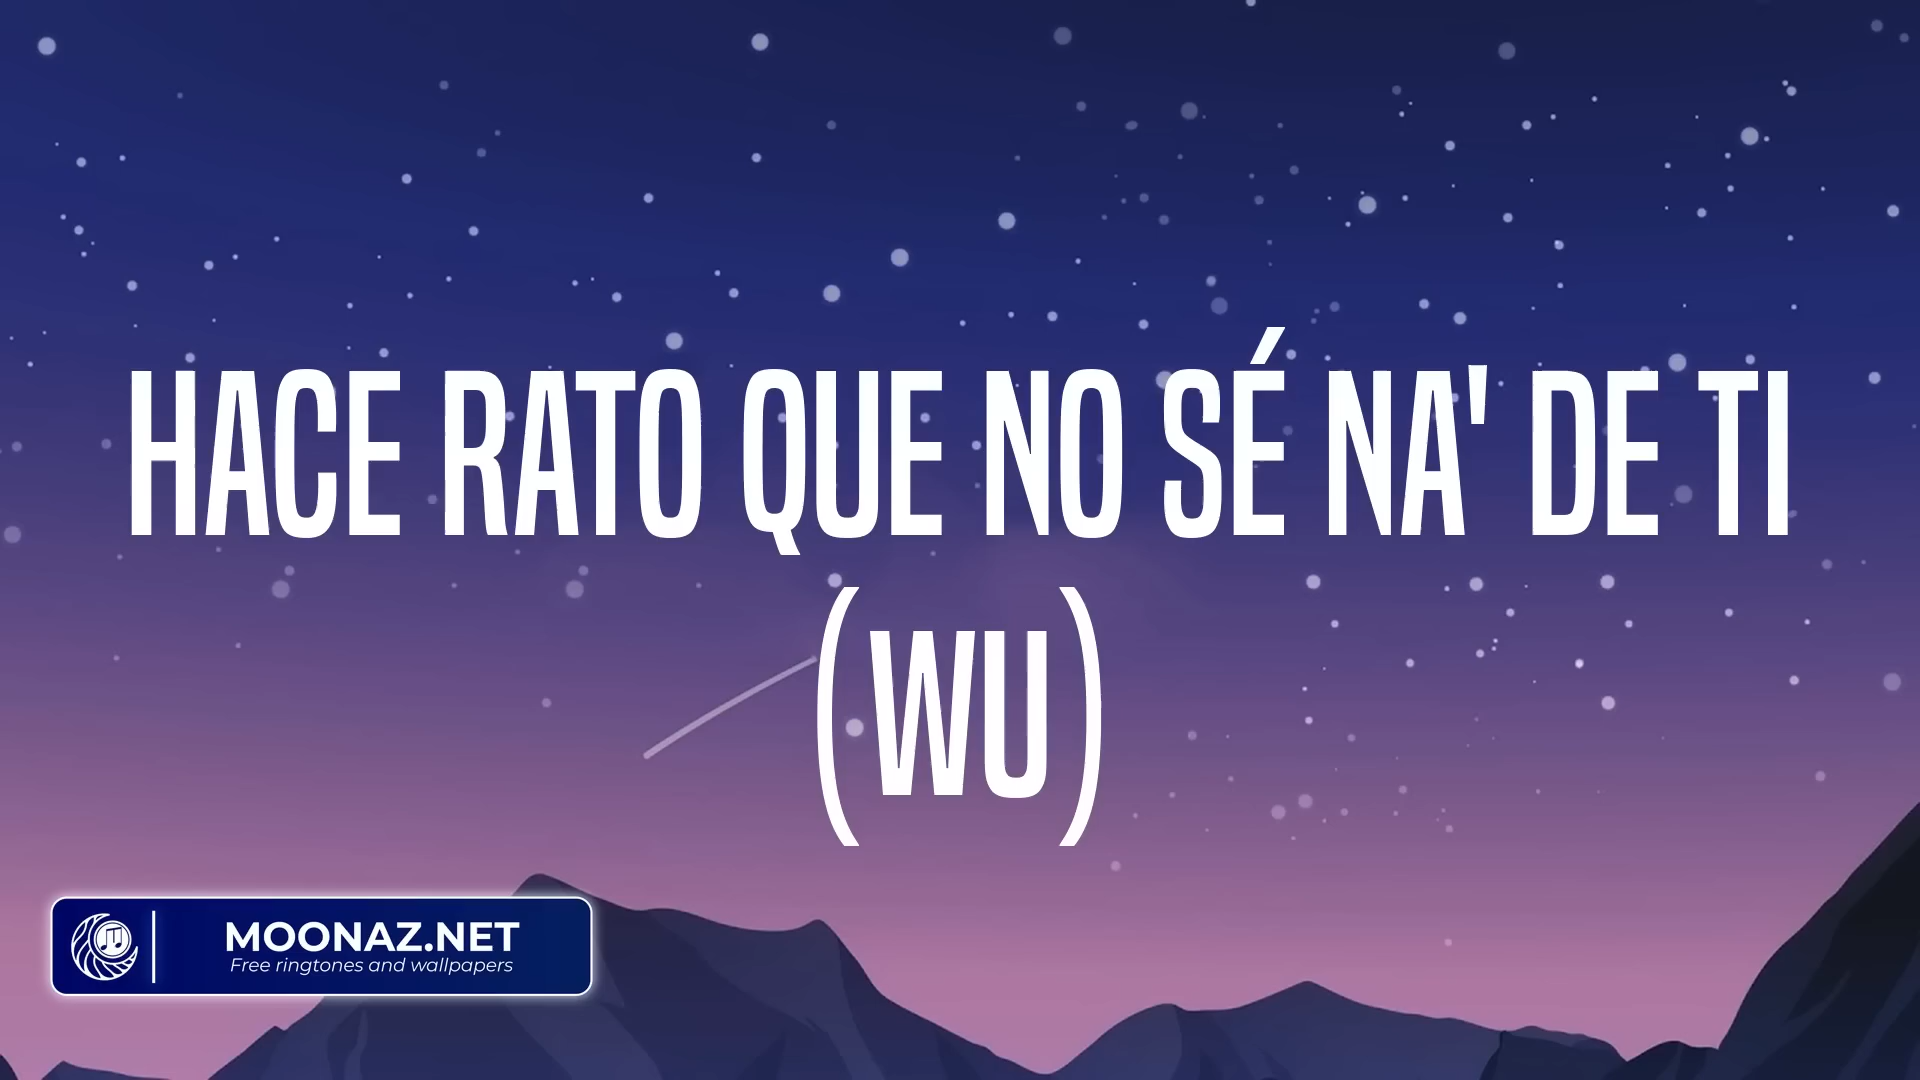 HACE RATO QUE NO SÉ NA' DE TI
(WU)
MOONAZ.NET
Free ringtones and wallpapers